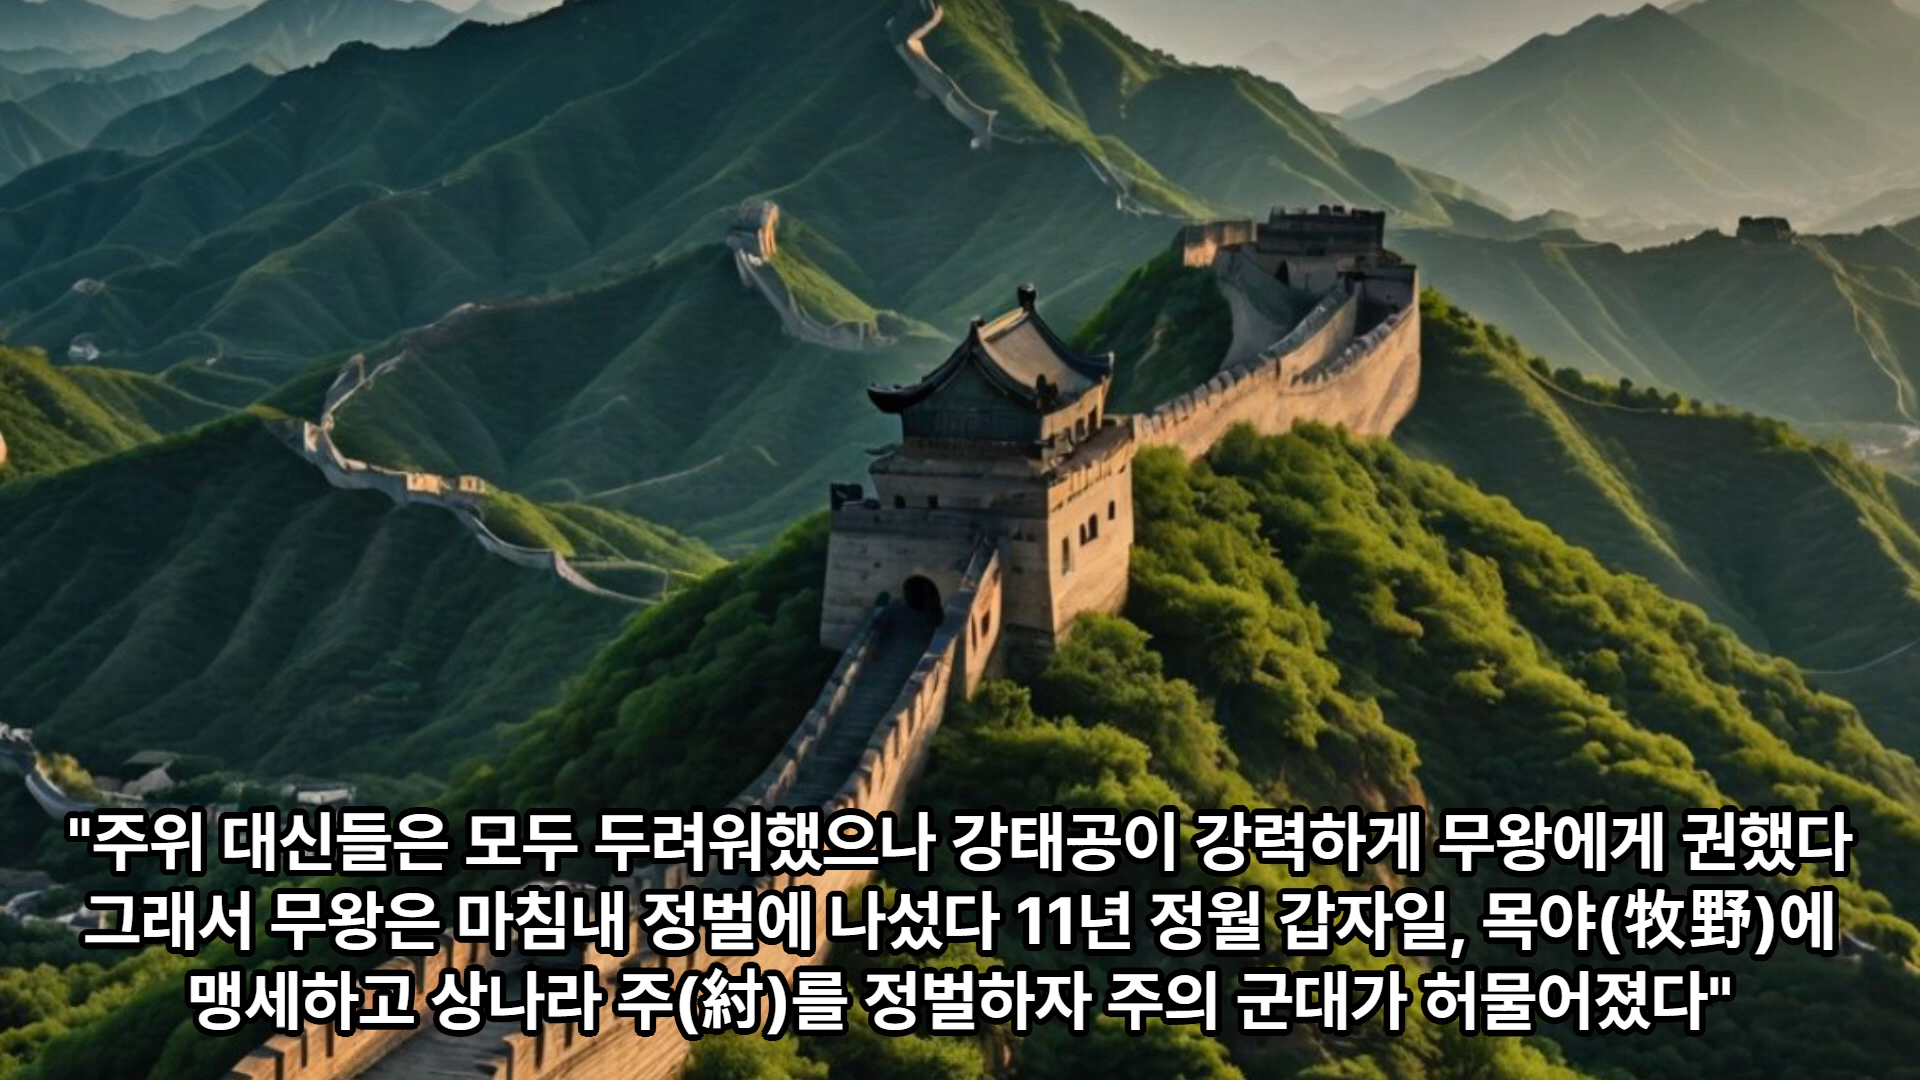 "주위 대신들은 모두 두려워했으나 강태공이 강력하게 무왕에게 권했다
그래서 무왕은 마침내 정벌에 나섰다 11년 정월 갑자일, 목야(牧野)에
맹세하고 상나라 주(紂)를 정벌하자 주의 군대가 허물어졌다"